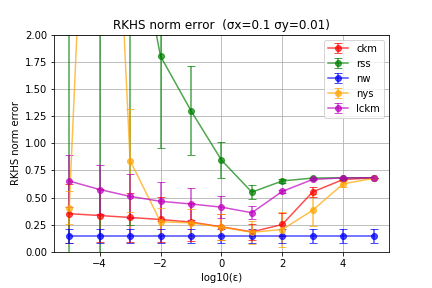 RKHS norm error (σx=0.1 σy=0.01)
2.00
1.75
1.50
1.25
1.00
0.75
0.50
0.25
0.00
RKHS norm error
ckm
rss
nw
nys
lckm
−4
−2
0
2
4
log10(ε)